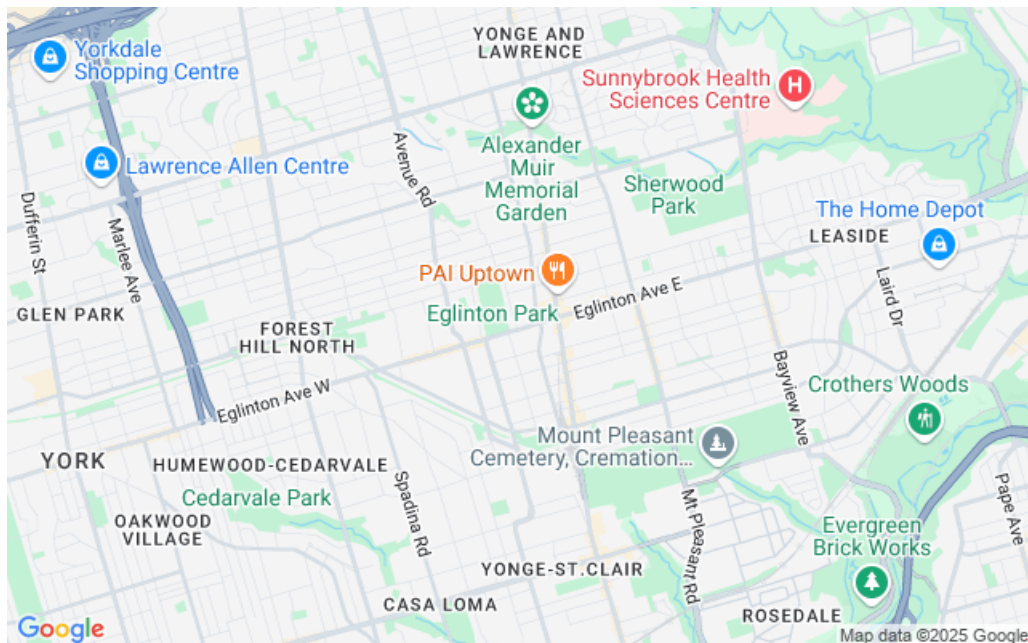 YONGE AND
LAWRENCE
Yorkdale
Shopping Centre
Sunnybrook Health
Sciences Centre
H
Lawrence Allen Centre
Avenue Rd
Alexander
Muir
Memorial
Garden
Sherwood
Park
Dufferin St
Marlee Ave
The Home Depot
LEASIDE
PAI Uptown
Eglinton Ave E
Laird Dr
GLEN PARK
Eglinton Park
FOREST
HILL NORTH
Bayview Ave
Crothers Woods
Eglinton Ave W
Mount Pleasant
Cemetery, Cremation...
YORK
HUMEWOOD-CEDARVALE
Cedarvale Park
Spadina Rd
Mt Pleasant Rd
Pape Ave
OAKWOOD
VILLAGE
Evergreen
Brick Works
YONGE-ST.CLAIR
CASA LOMA
ROSEDALE
Google
Map data ©2025 Google